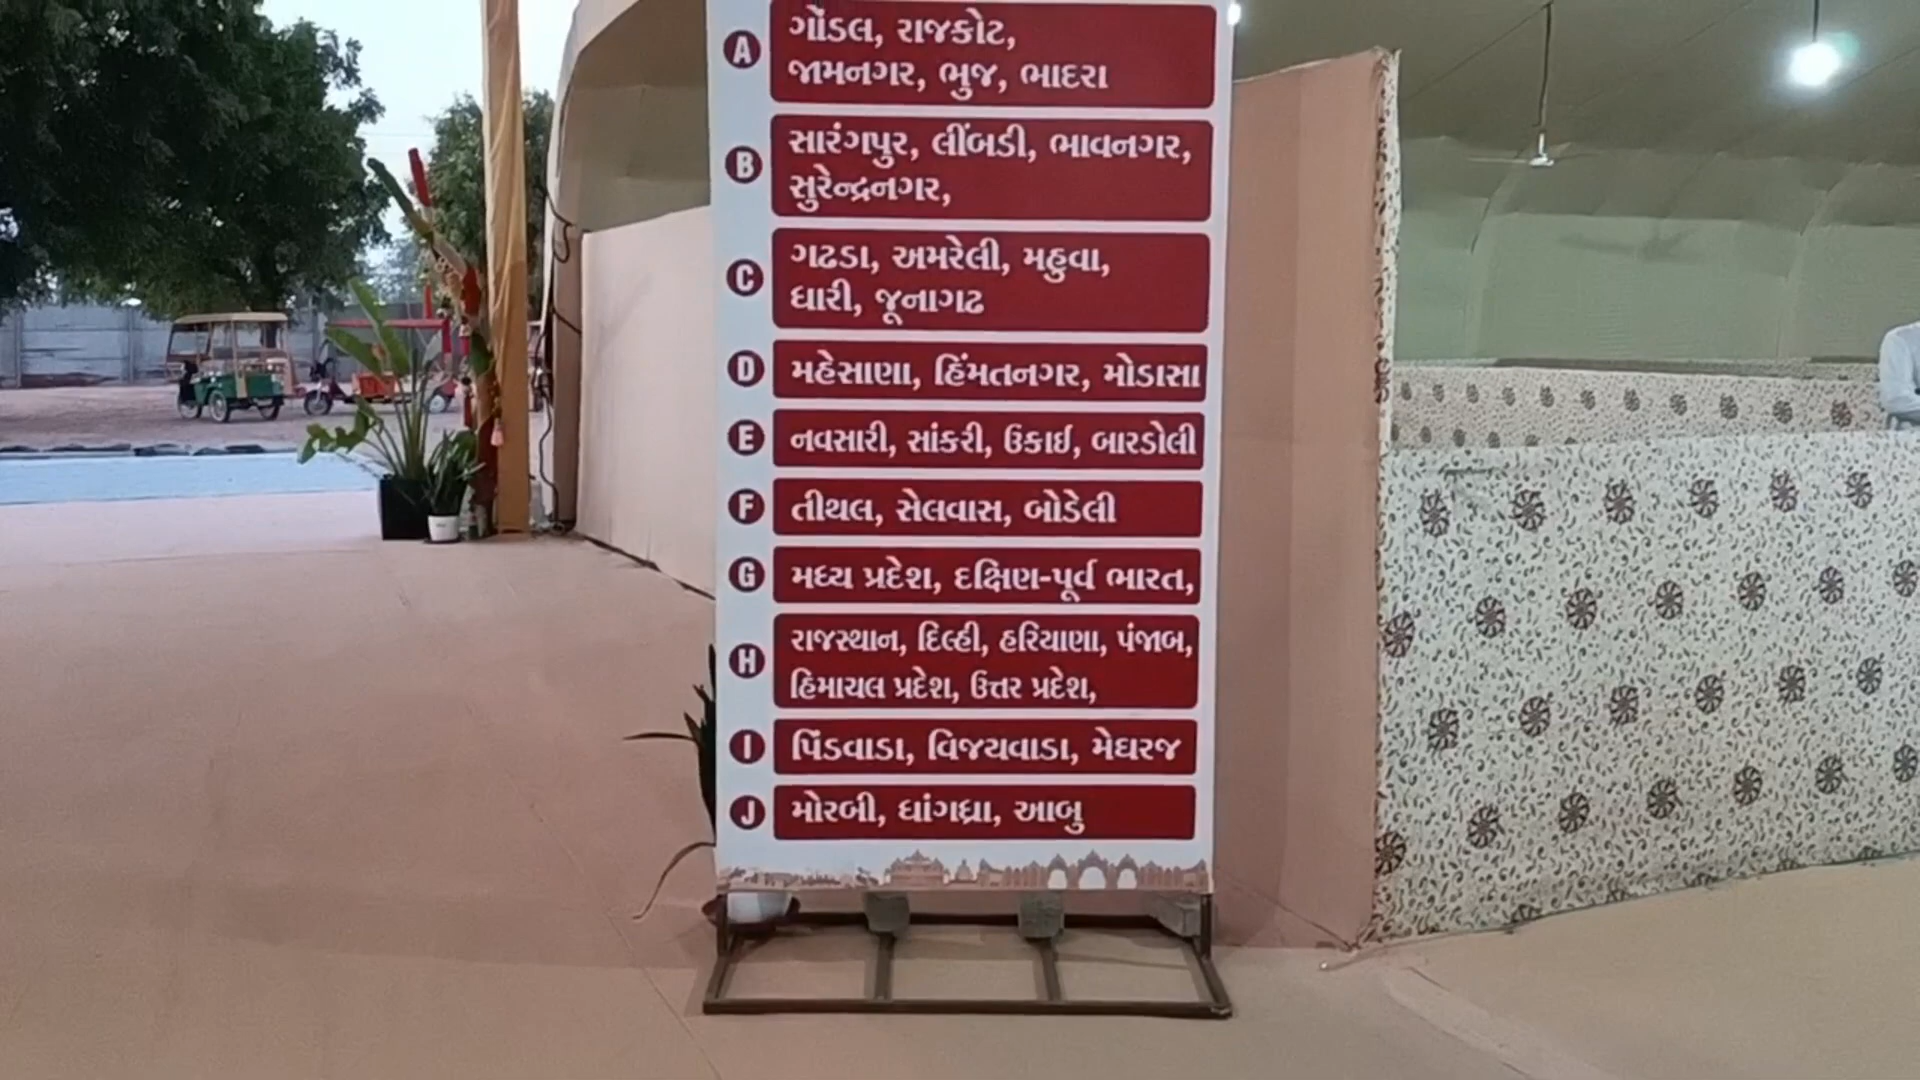 A
ગોંડલ, રાજકોટ,
જામનગર, ભુજ, ભાદરા
B
સારંગપુર, લીંબડી, ભાવનગર,
સુરેન્દ્રનગર,
C
ગઢડા, અમરેલી, મહુવા,
ધારી, જૂનાગઢ
D
મહેસાણા, હિંમતનગર, મોડાસા
E
નવસારી, સાંકરી, ઉકાઈ, બારડોલી
F
તીથલ, સેલવાસ, બોડેલી
G
મધ્ય પ્રદેશ, દક્ષિણ-પૂર્વ ભારત,
H
રાજસ્થાન, દિલ્હી, હરિયાણા, પંજાબ,
હિમાચલ પ્રદેશ, ઉત્તર પ્રદેશ,
I
પિંડવાડા, વિજયવાડા, મેઘરજ
J
મોરબી, ધાંગધ્રા, આબુ